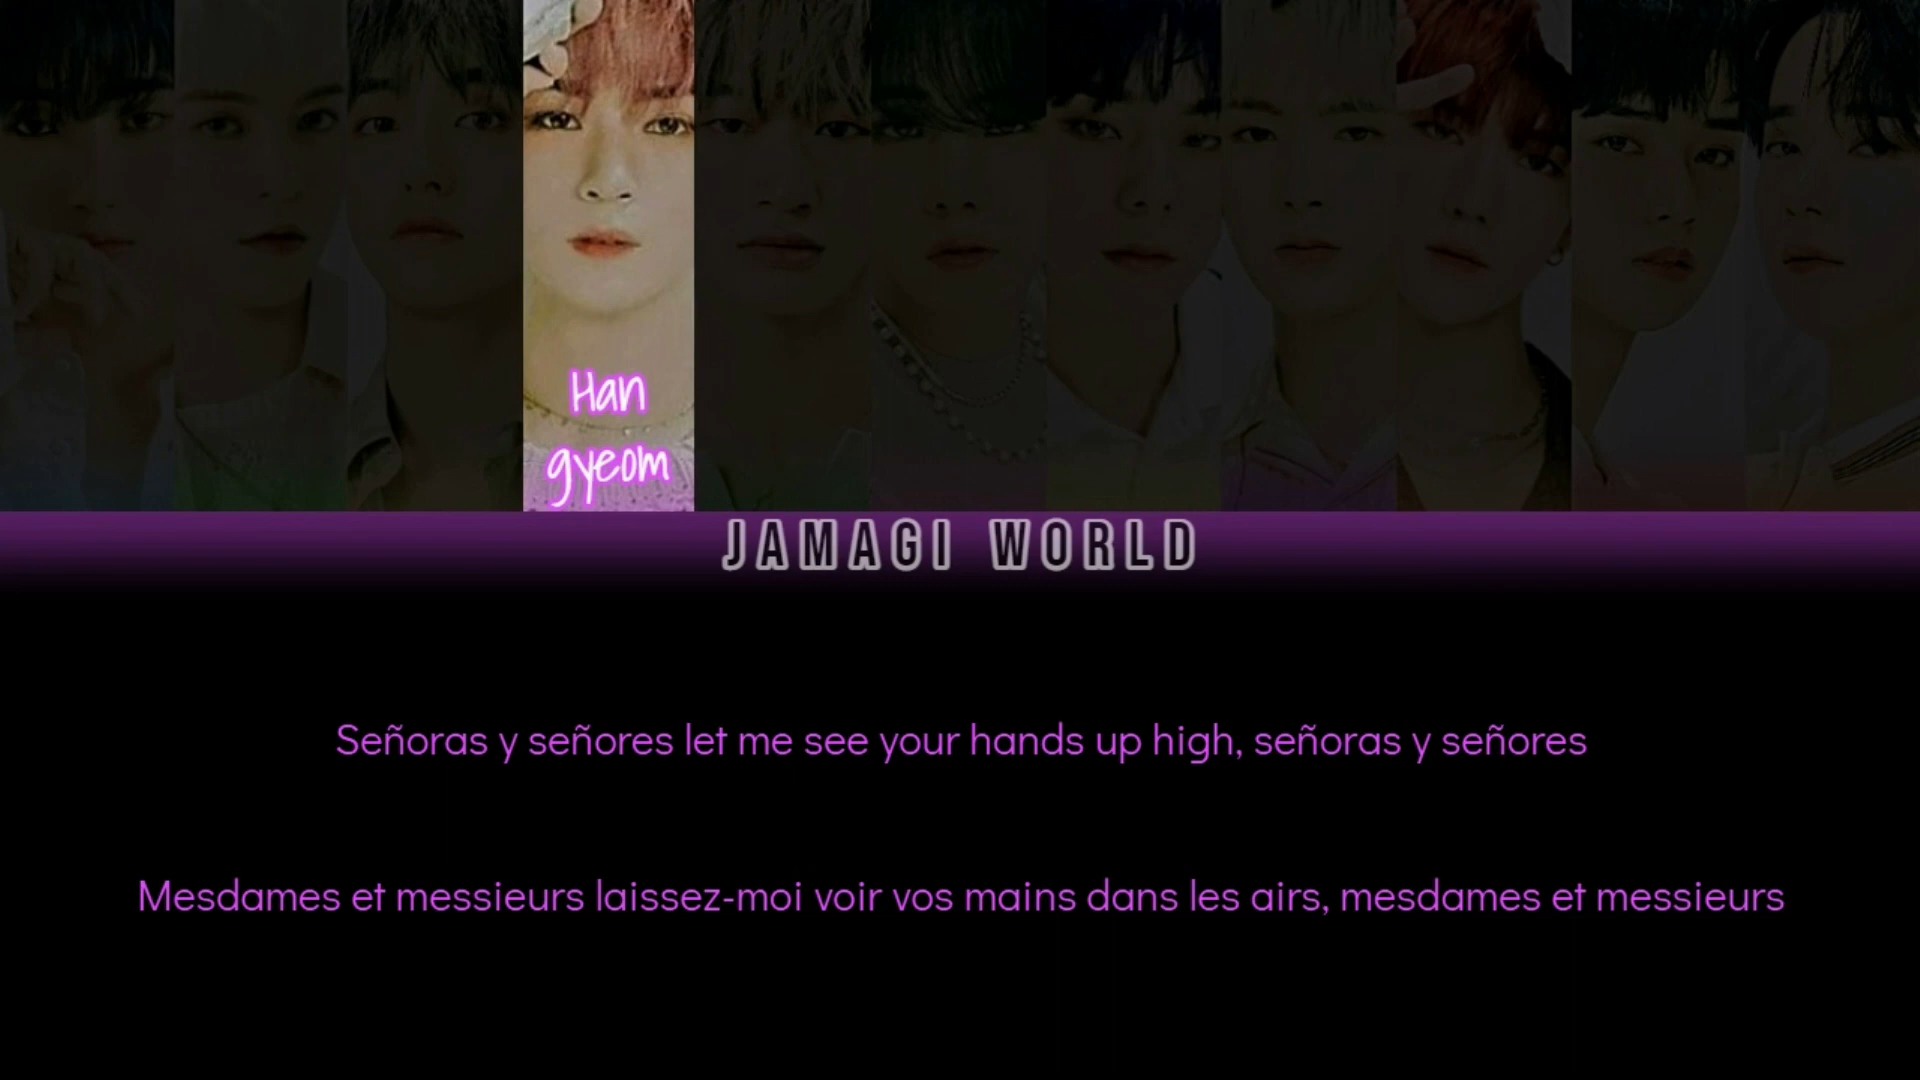 Han
gyeom
JAMAGI WORLD
Señoras y señores let me see your hands up high, señoras y señores
Mesdames et messieurs laissez-moi voir vos mains dans les airs, mesdames et messieurs